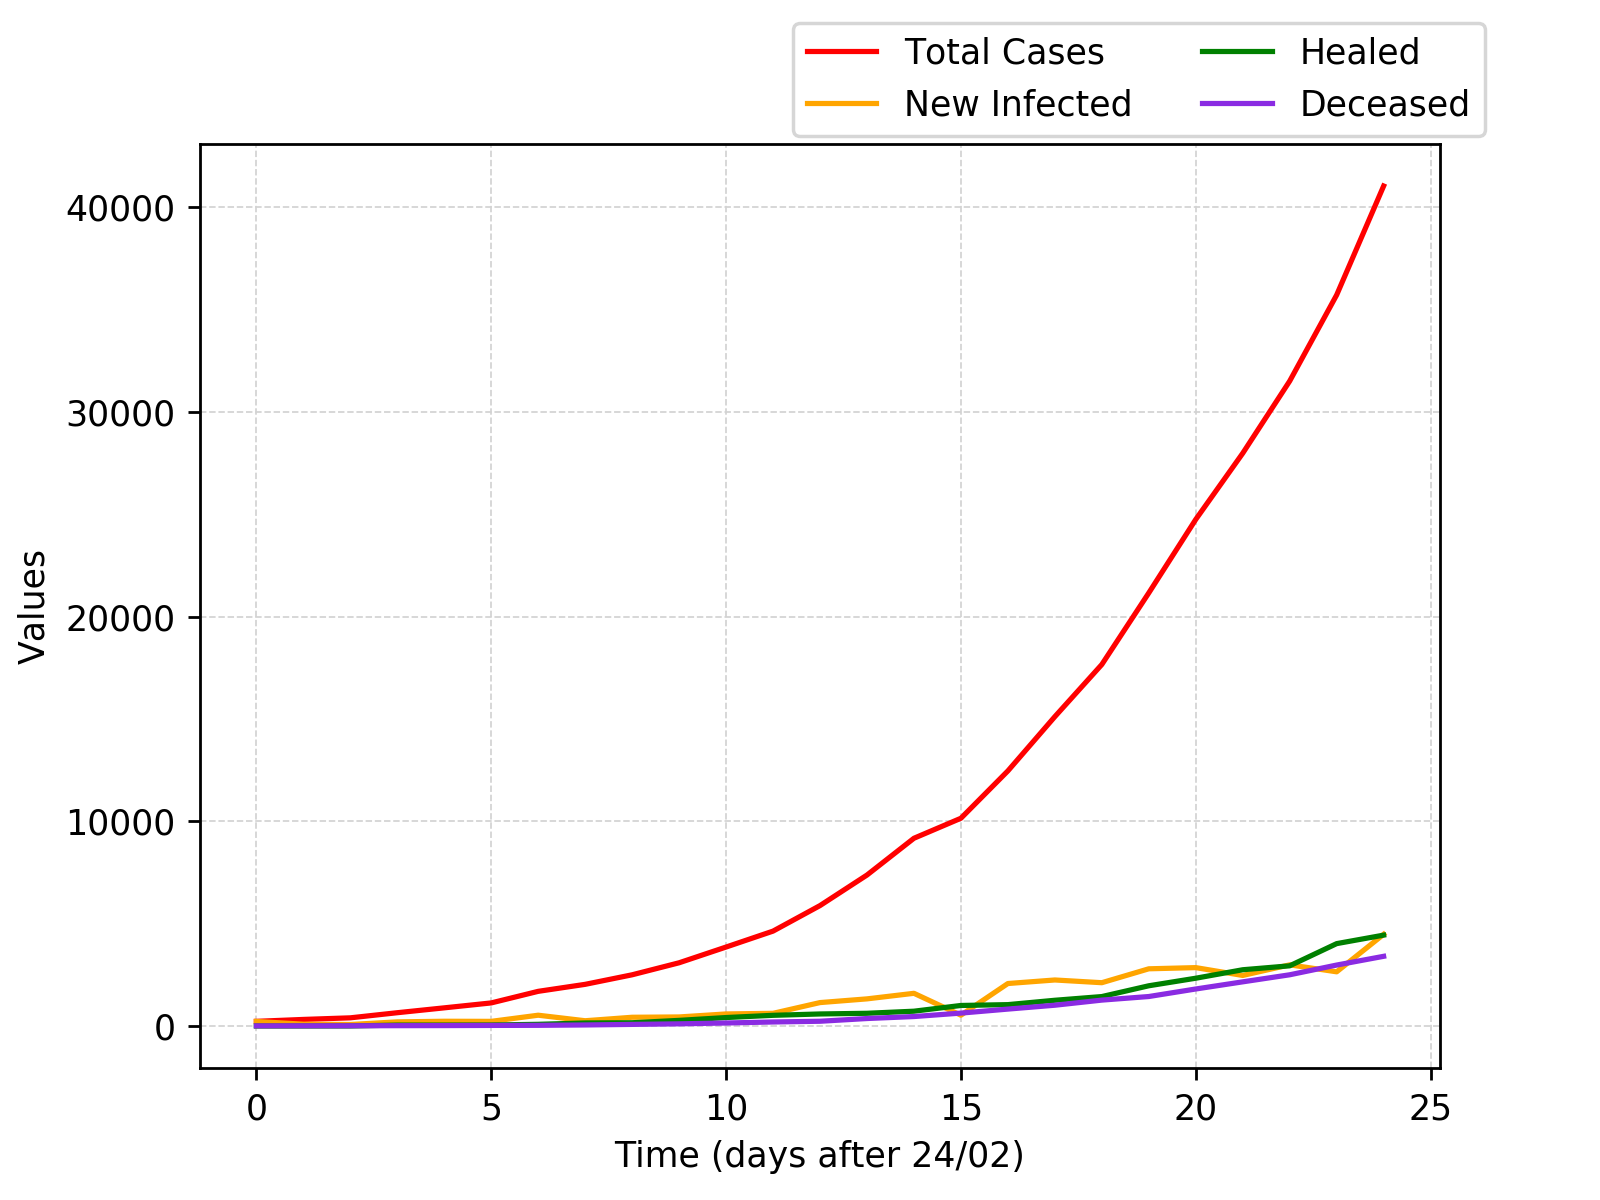 Total Cases
New Infected
Healed
Deceased
40000
30000
20000
10000
0
Values
0 5 10 15 20 25
Time (days after 24/02)